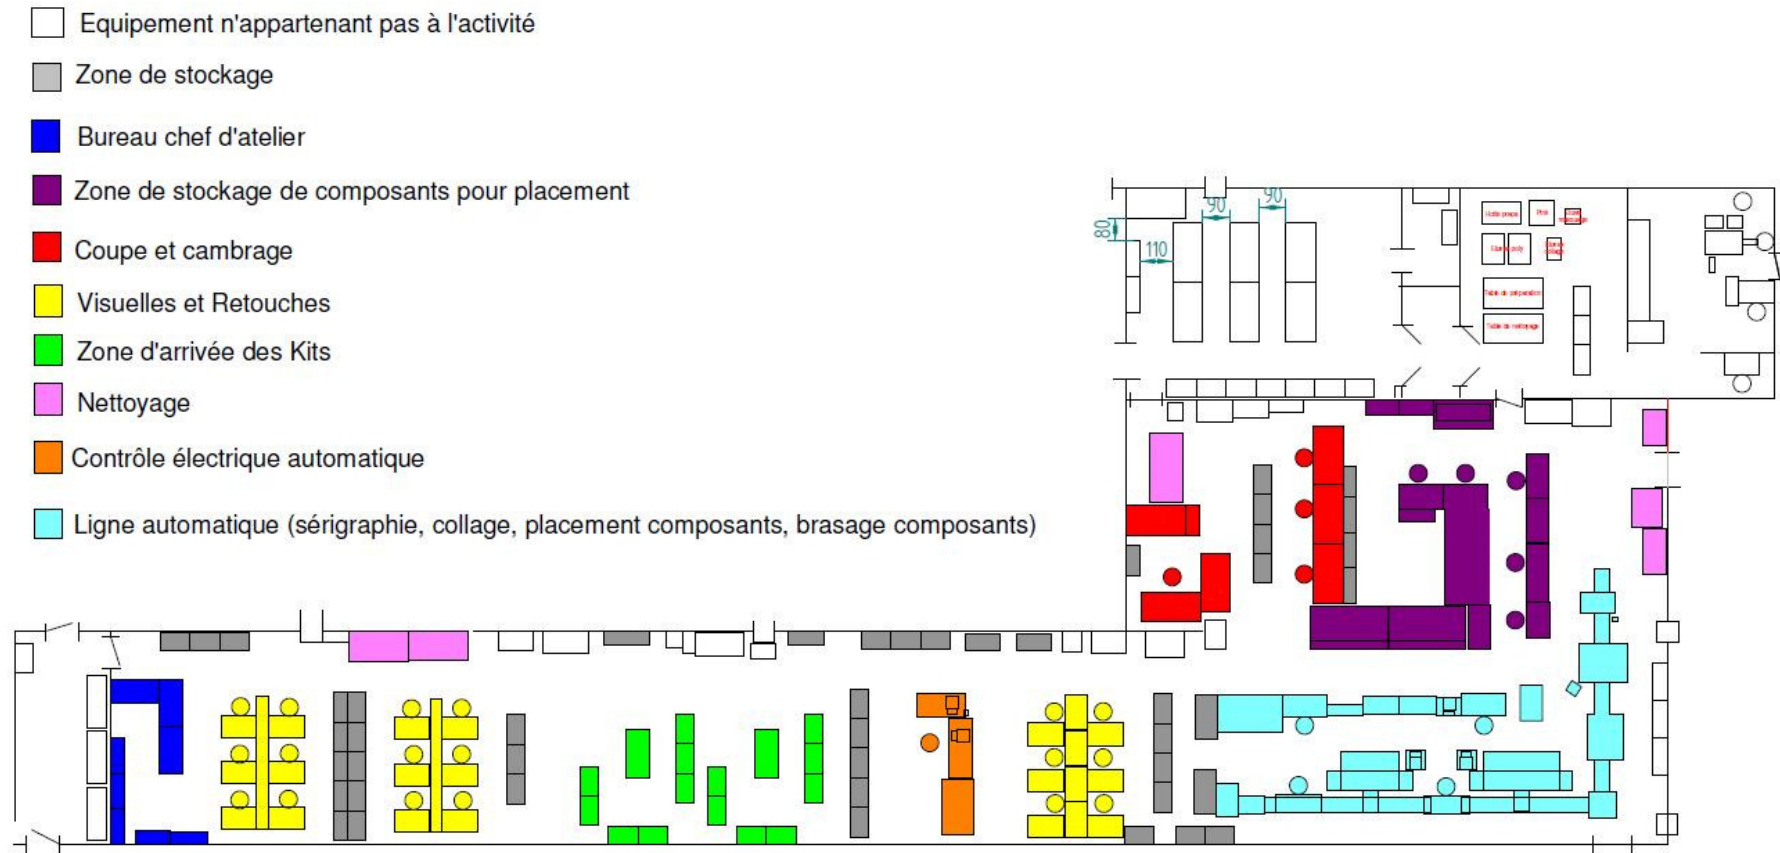 Equipement n'appartenant pas à l'activité
Zone de stockage
Bureau chef d'atelier
Zone de stockage de composants pour placement
Coupe et cambrage
Visuelles et Retouches
Zone d'arrivée des Kits
Nettoyage
Contrôle électrique automatique
Ligne automatique (sérigraphie, collage, placement composants, brasage composants)
90
90
80
110
Table de préparation
Table de nettoyage